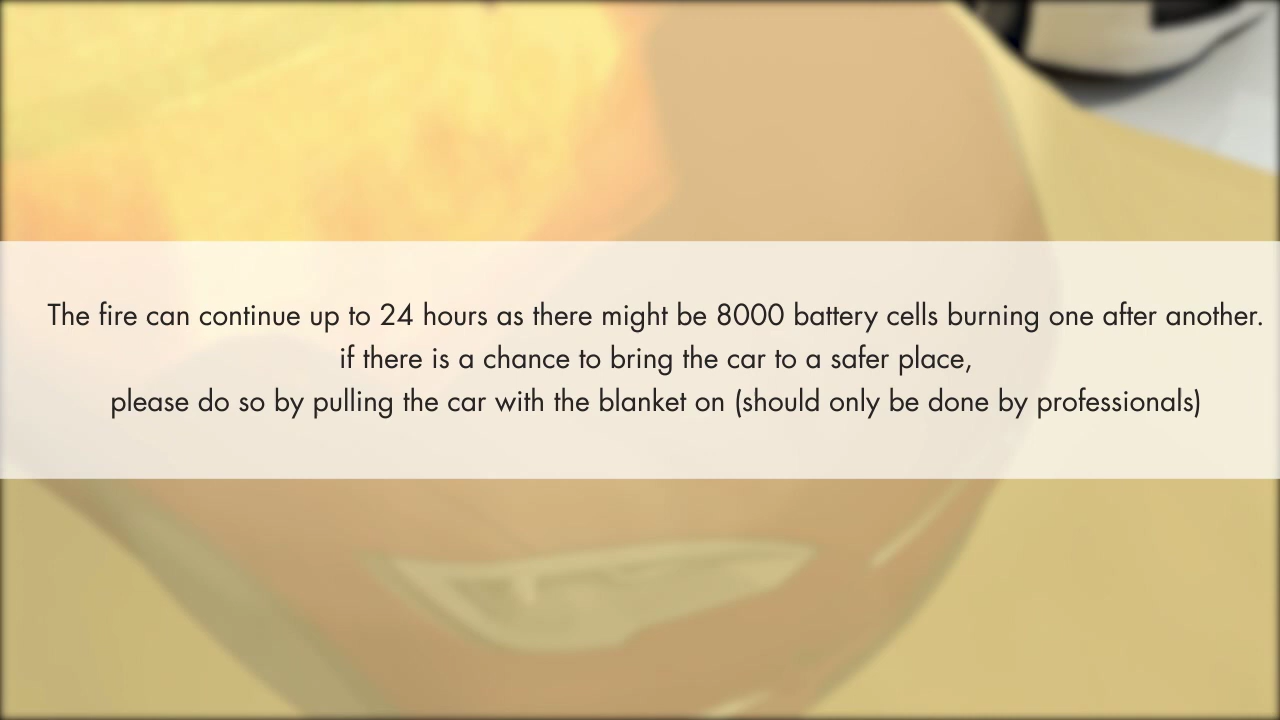 The fire can continue up to 24 hours as there might be 8000 battery cells burning one after another.
if there is a chance to bring the car to a safer place,
please do so by pulling the car with the blanket on (should only be done by professionals)